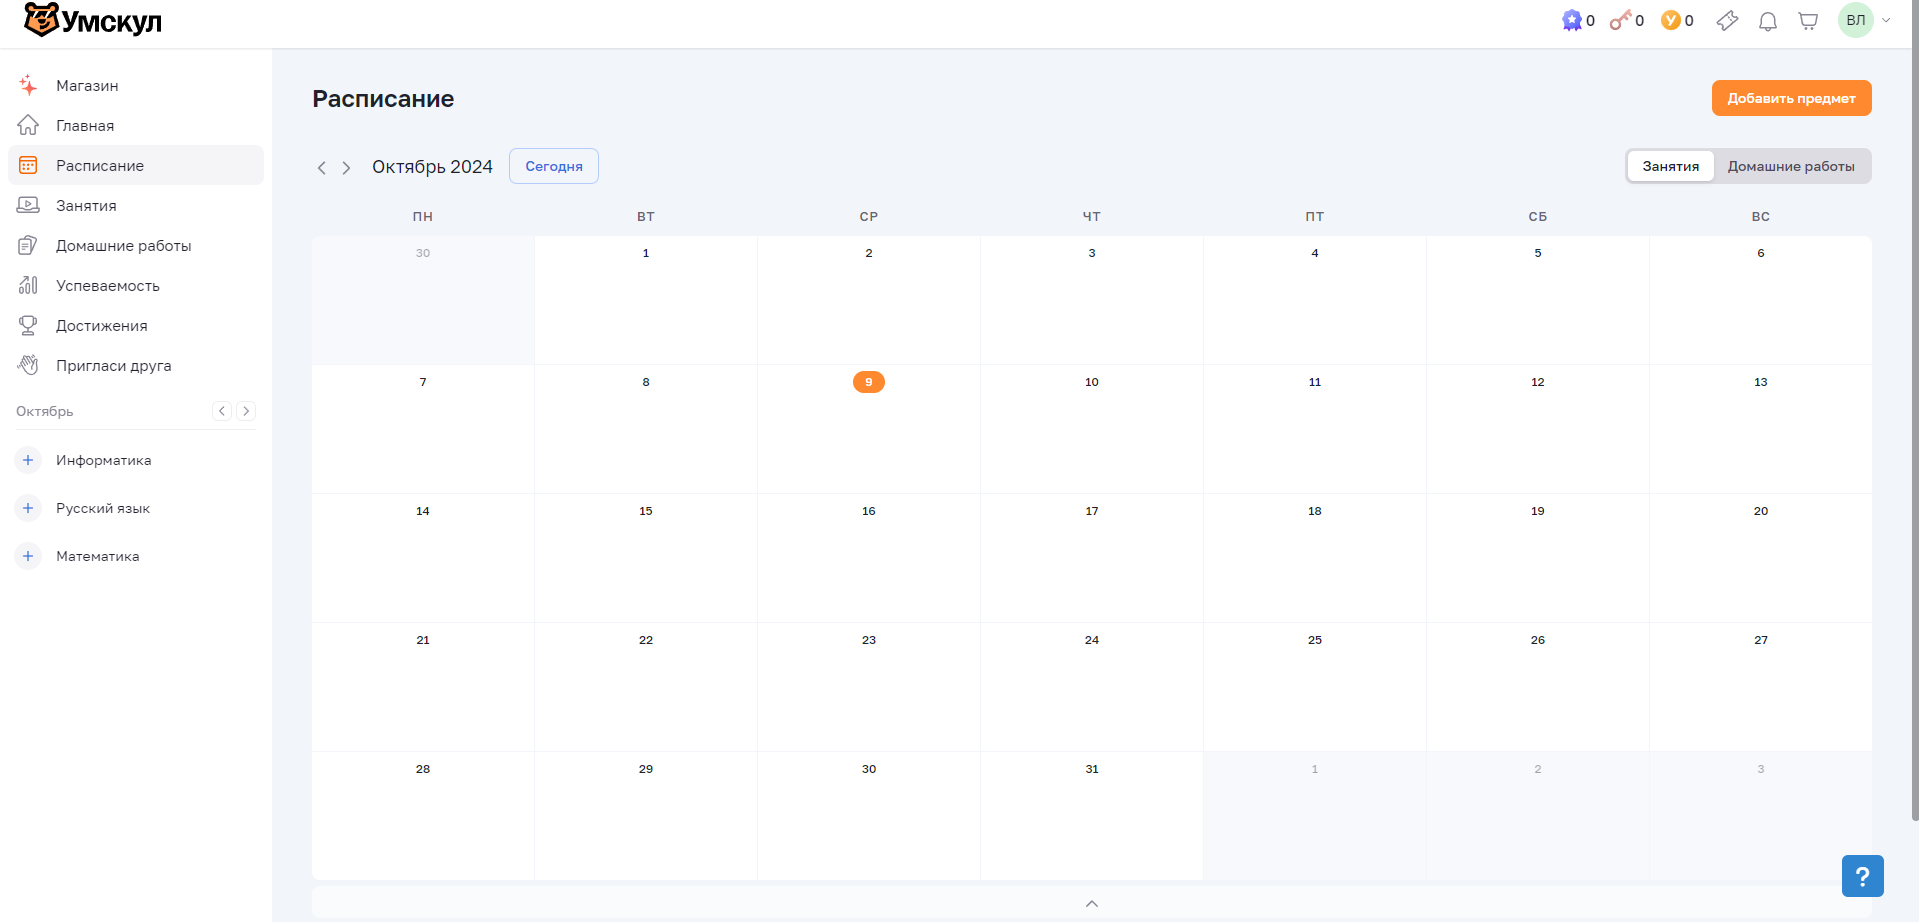 Умскул
0 0 0 ВЛ
Магазин
Главная
Расписание
Занятия
Домашние работы
Успеваемость
Достижения
Пригласи друга
Октябрь
Информатика
Русский язык
Математика
Расписание
Добавить предмет
Октябрь 2024 Сегодня
Занятия Домашние работы
ПН ВТ СР ЧТ ПТ СБ ВС
30 1 2 3 4 5 6
7 8 9 10 11 12 13
14 15 16 17 18 19 20
21 22 23 24 25 26 27
28 29 30 31 1 2 3
?